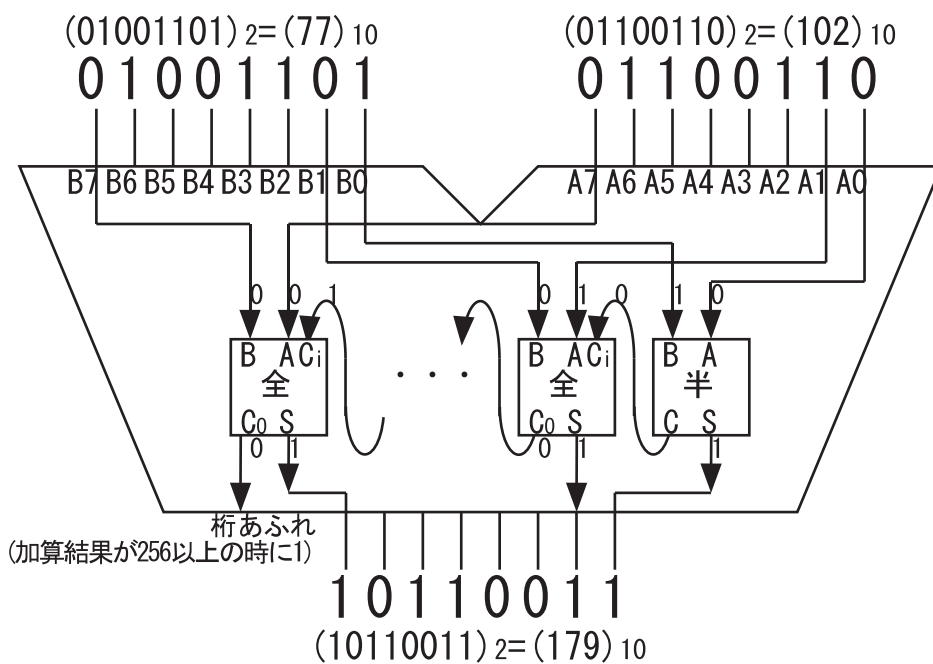 (01001101)2=(77)10 (01100110)2=(102)10
01001101 01100110
B7 B6 B5 B4 B3 B2 B1 B0 A7 A6 A5 A4 A3 A2 A1 A0
0 0 1 0 1 0 1 0
B A Ci B A Ci B A
全 ・・・ 全 半
C0 S C0 S C S
0 1 0 1 1
桁あふれ
(加算結果が256以上の時に1)
10110011
(10110011)2=(179)10